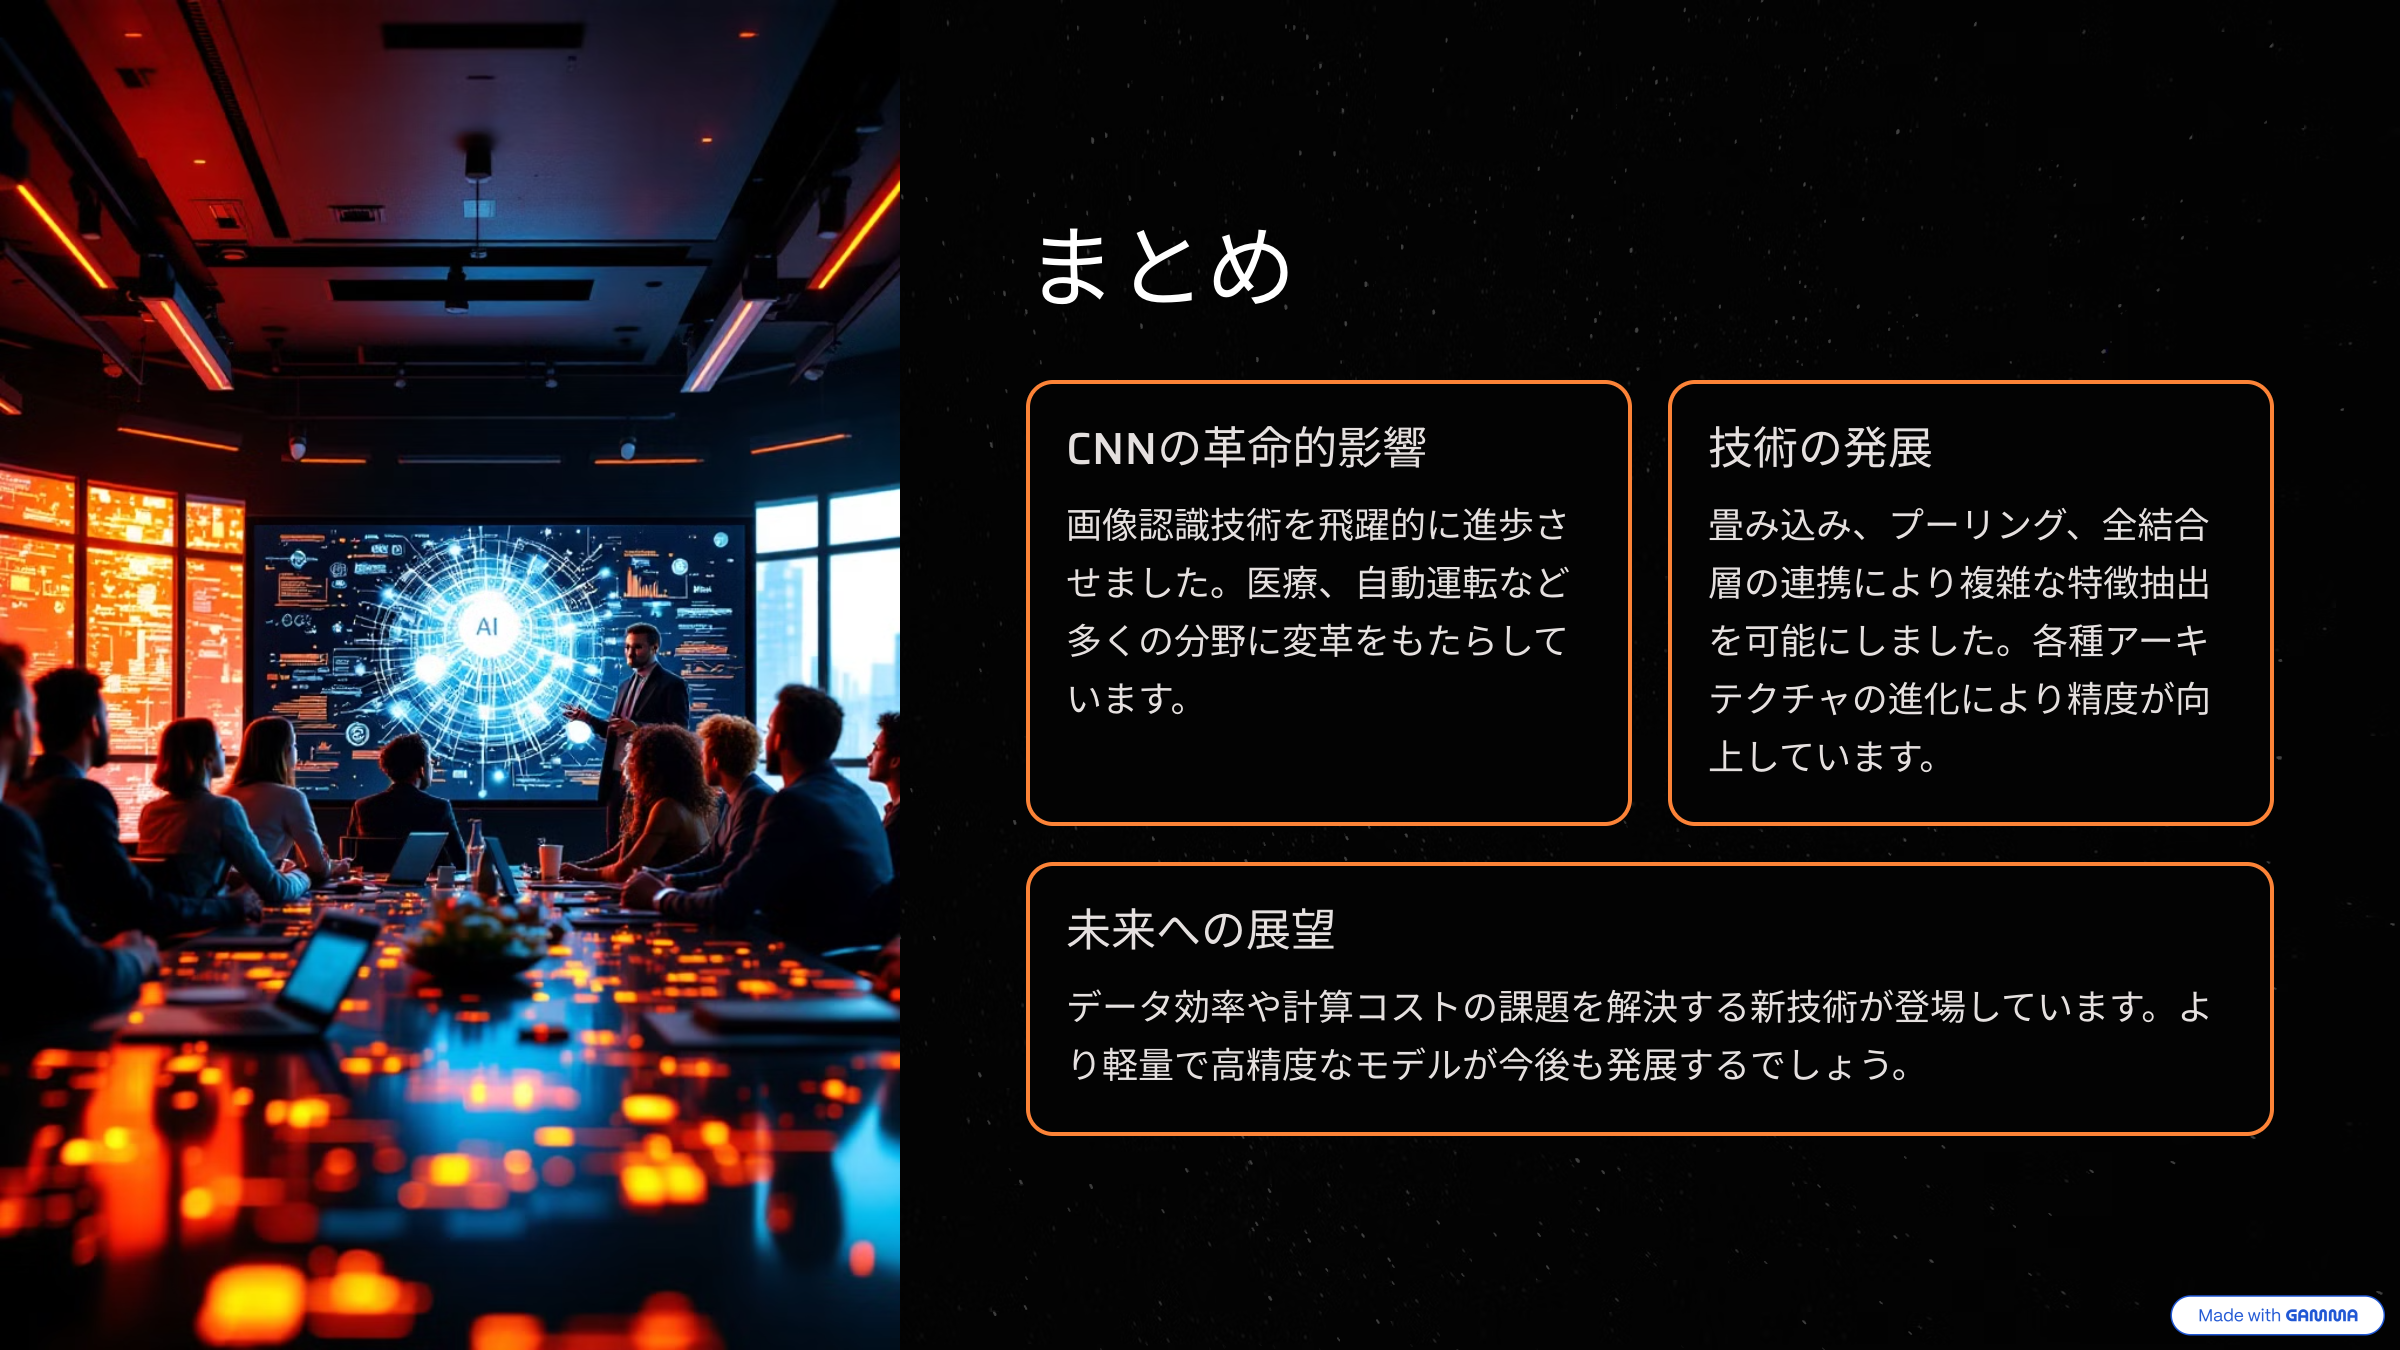 AI
まとめ
CNNの革命的影響
画像認識技術を飛躍的に進歩さ
せました。医療、自動運転など
多くの分野に変革をもたらして
います。
技術の発展
畳み込み、プーリング、全結合
層の連携により複雑な特徴抽出
を可能にしました。各種アーキ
テクチャの進化により精度が向
上しています。
未来への展望
データ効率や計算コストの課題を解決する新技術が登場しています。よ
り軽量で高精度なモデルが今後も発展するでしょう。
Made with GAMMA